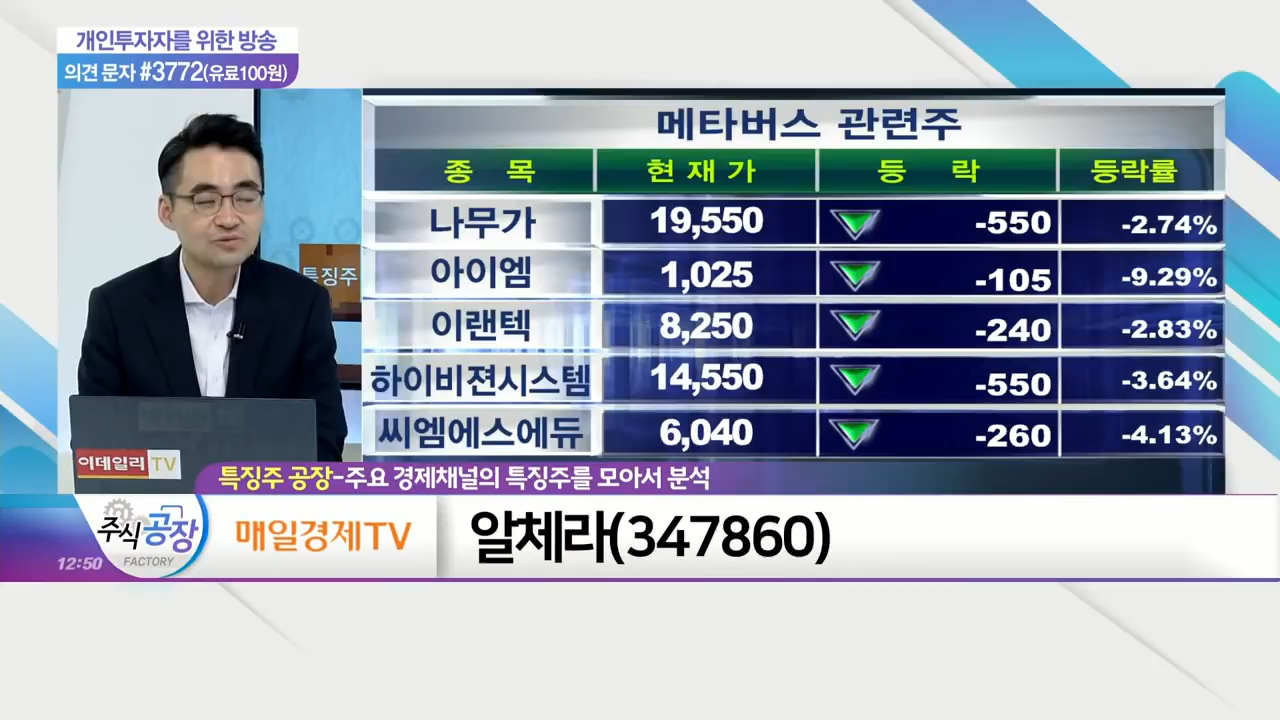 개인투자자를 위한 방송
의견 문자 #3772(유료100원)
메타버스 관련주
종 목 현 재 가 등 락 등락률
나무가 19,550 -550 -2.74%
아이엠 1,025 -105 -9.29%
이랜텍 8,250 -240 -2.83%
하이비젼시스템 14,550 -550 -3.64%
씨엠에스에듀 6,040 -260 -4.13%
특징주
이데일리TV
특징주 공장-주요 경제채널의 특징주를 모아서 분석
주식공장
FACTORY
12:50
매일경제TV
알체라(347860)